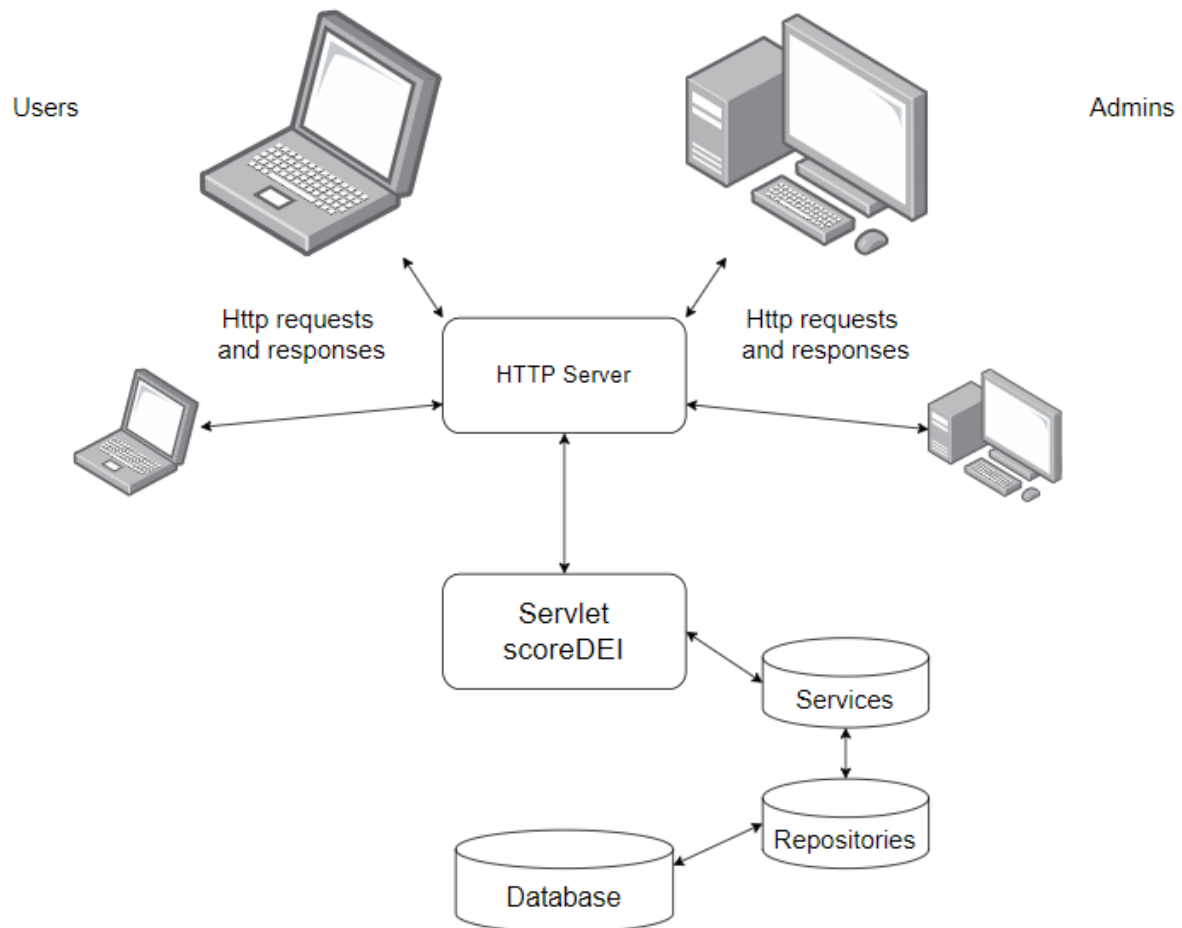 Users
Admins
Http requests
and responses
Http requests
and responses
HTTP Server
Servlet
scoreDEI
Services
Repositories
Database